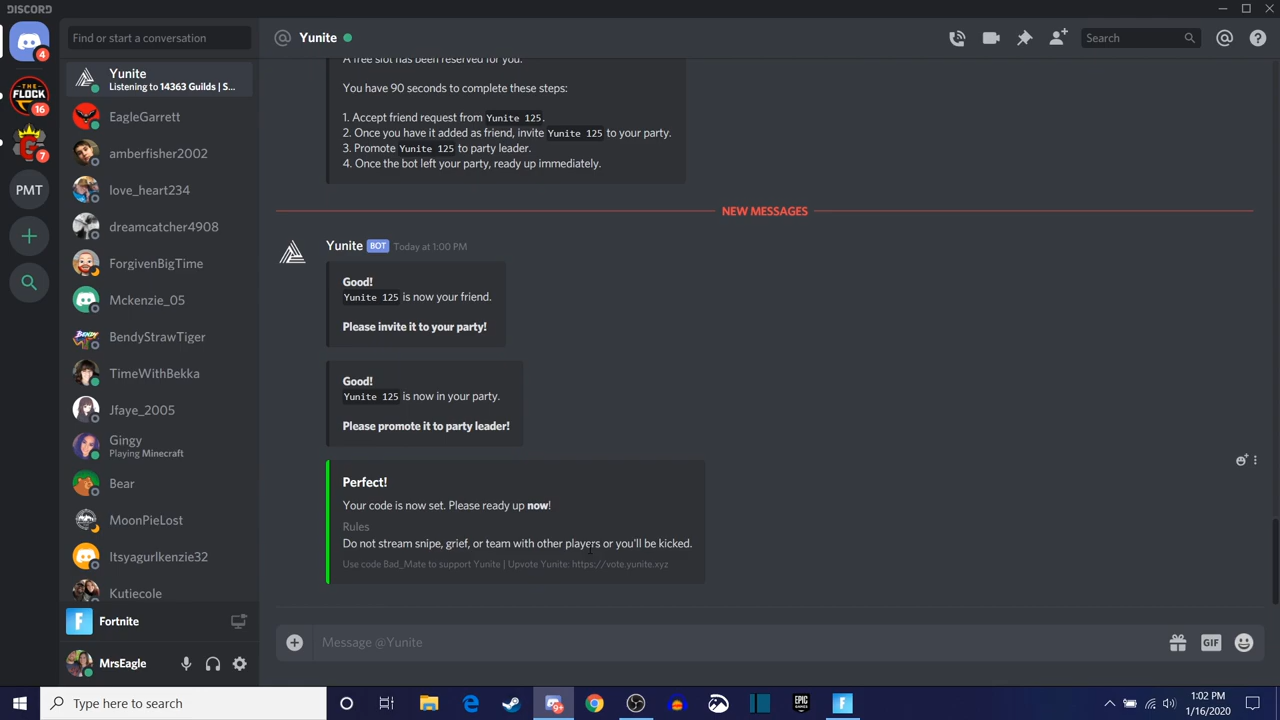 DISCORD
Find or start a conversation
Yunite
Search
4
Yunite
Listening to 14363 Guilds | S...
THE FLOCK
16
EagleGarrett
G
7
amberfisher2002
PMT
love_heart234
dreamcatcher4908
ForgivenBigTime
Mckenzie_05
BENDY
BendyStrawTiger
TimeWithBekka
Jfaye_2005
Gingy
Playing Minecraft
Bear
MoonPieLost
Itsyagurlkenzie32
Kutiecole
Fortnite
MrsEagle
A free slot has been reserved for you.
You have 90 seconds to complete these steps:
1. Accept friend request from Yunite 125.
2. Once you have it added as friend, invite Yunite 125 to your party.
3. Promote Yunite 125 to party leader.
4. Once the bot left your party, ready up immediately.
NEW MESSAGES
Yunite BOT Today at 1:00 PM
Good!
Yunite 125 is now your friend.
Please invite it to your party!
Good!
Yunite 125 is now in your party.
Please promote it to party leader!
Perfect!
Your code is now set. Please ready up now!
Rules
Do not stream snipe, grief, or team with other players or you'll be kicked.
Use code Bad_Mate to support Yunite | Upvote Yunite: https://vote.yunite.xyz
Message @Yunite
GIF
Type here to search
9+
EPIC GAMES
1:02 PM
1/16/2020